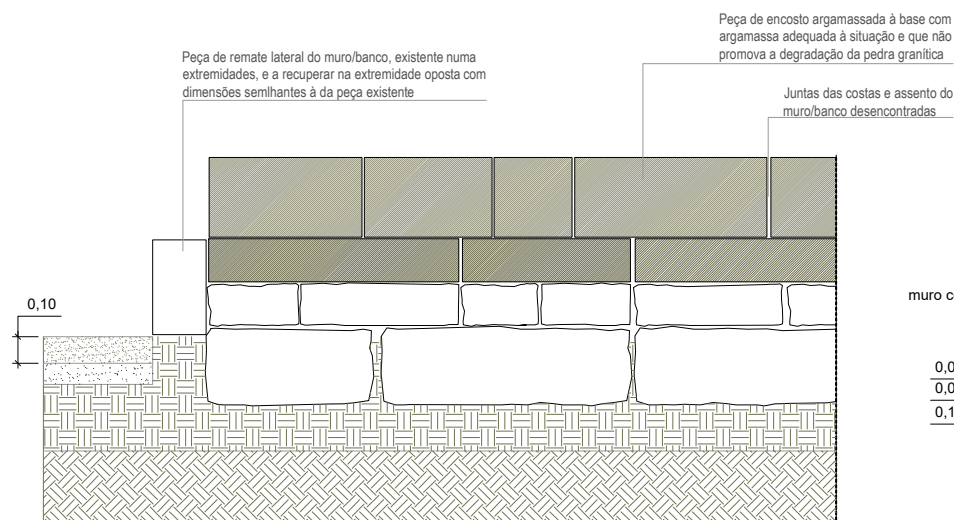 Peça de encosto argamassada à base com
argamassa adequada à situação e que não
promova a degradação da pedra granítica
Peça de remate lateral do muro/banco, existente numa
extremidades, e a recuperar na extremidade oposta com
dimensões semlhantes à da peça existente
Juntas das costas e assento do
muro/banco desencontradas
0,10
muro